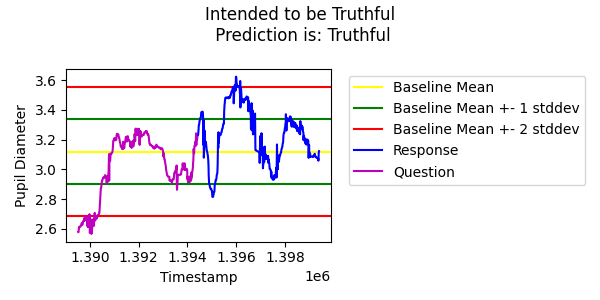 Intended to be Truthful
Prediction is: Truthful
3.6
3.4
3.2
3.0
2.8
2.6
Pupil Diameter
1.390 1.392 1.394 1.396 1.398
Timestamp
1e6
Baseline Mean
Baseline Mean +- 1 stddev
Baseline Mean +- 2 stddev
Response
Question